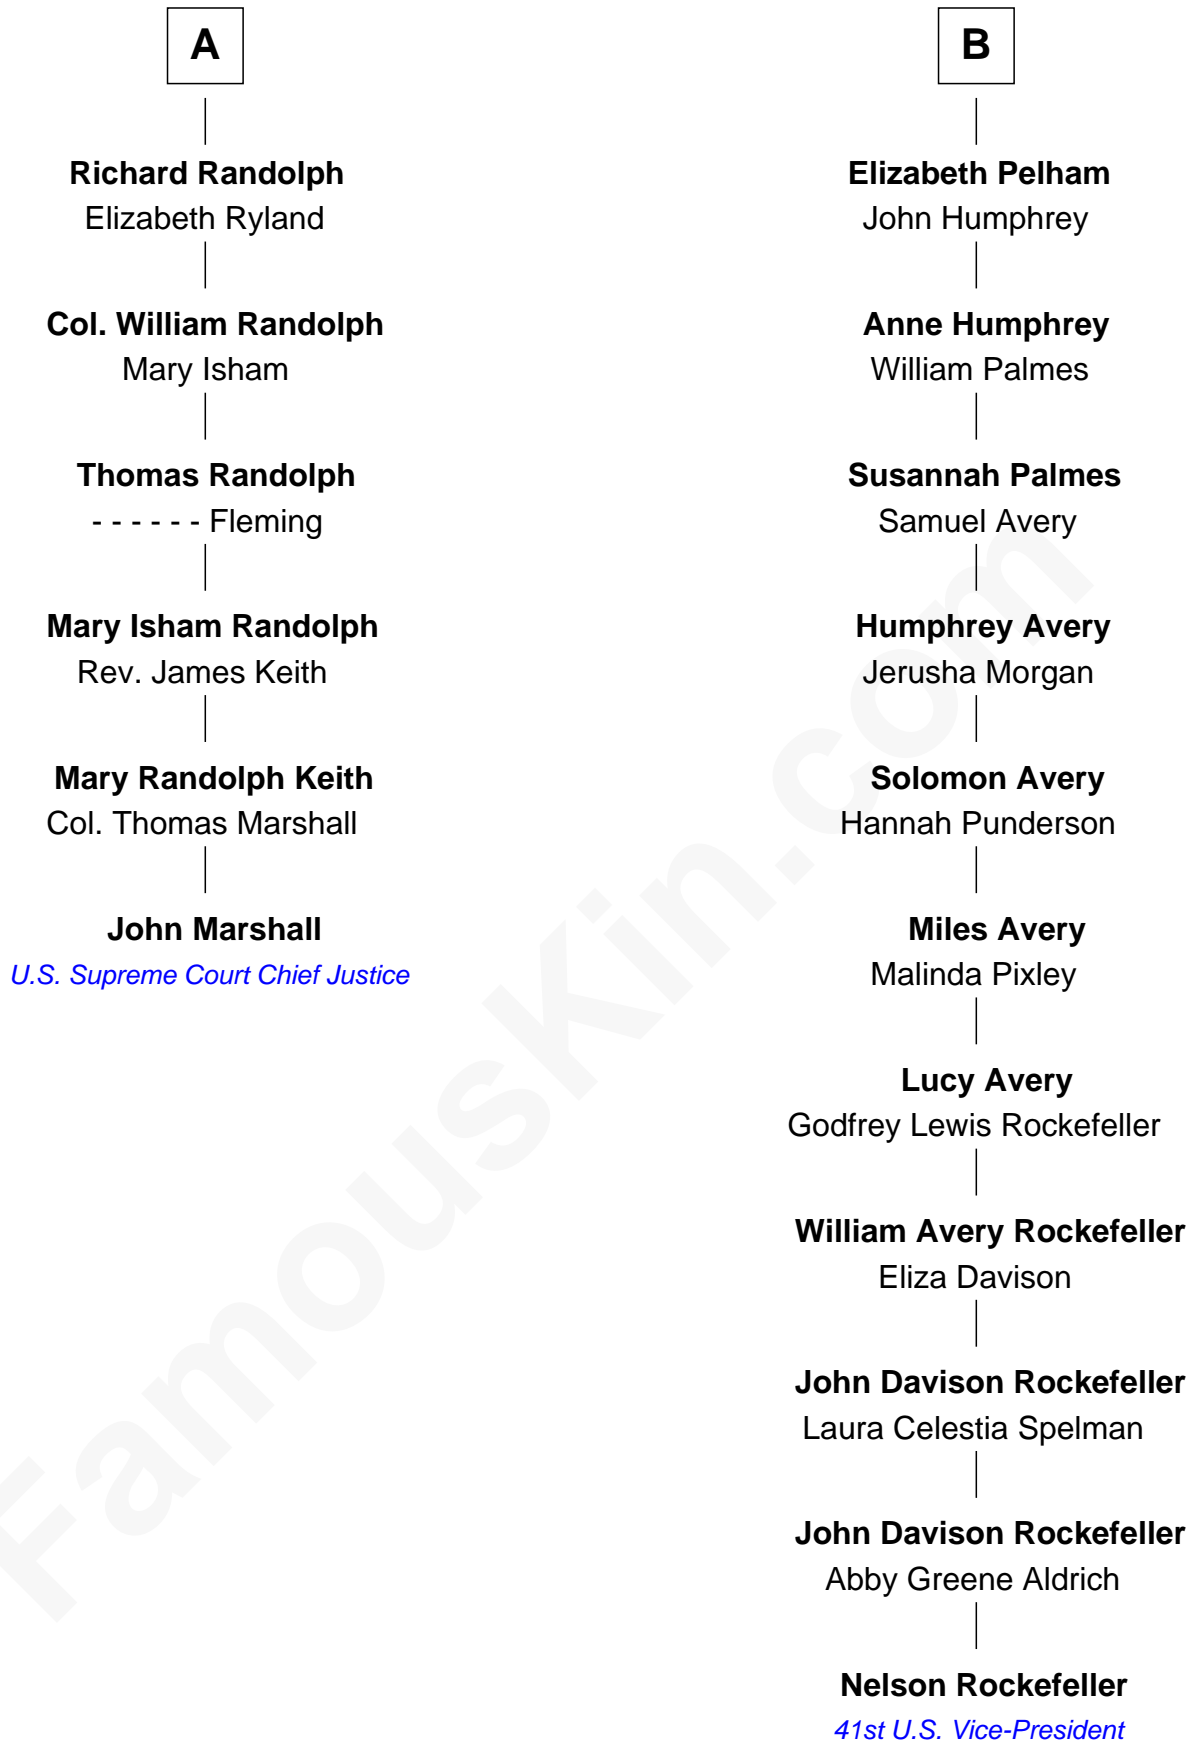 A
Richard Randolph
Elizabeth Ryland
Col. William Randolph
Mary Isham
Thomas Randolph
- - - - - - Fleming
Mary Isham Randolph
Rev. James Keith
Mary Randolph Keith
Col. Thomas Marshall
John Marshall
U.S. Supreme Court Chief Justice
B
Elizabeth Pelham
John Humphrey
Anne Humphrey
William Palmes
Susannah Palmes
Samuel Avery
Humphrey Avery
Jerusha Morgan
Solomon Avery
Hannah Punderson
Miles Avery
Malinda Pixley
Lucy Avery
Godfrey Lewis Rockefeller
William Avery Rockefeller
Eliza Davison
John Davison Rockefeller
Laura Celestia Spelman
John Davison Rockefeller
Abby Greene Aldrich
Nelson Rockefeller
41st U.S. Vice-President
FamousKin.com